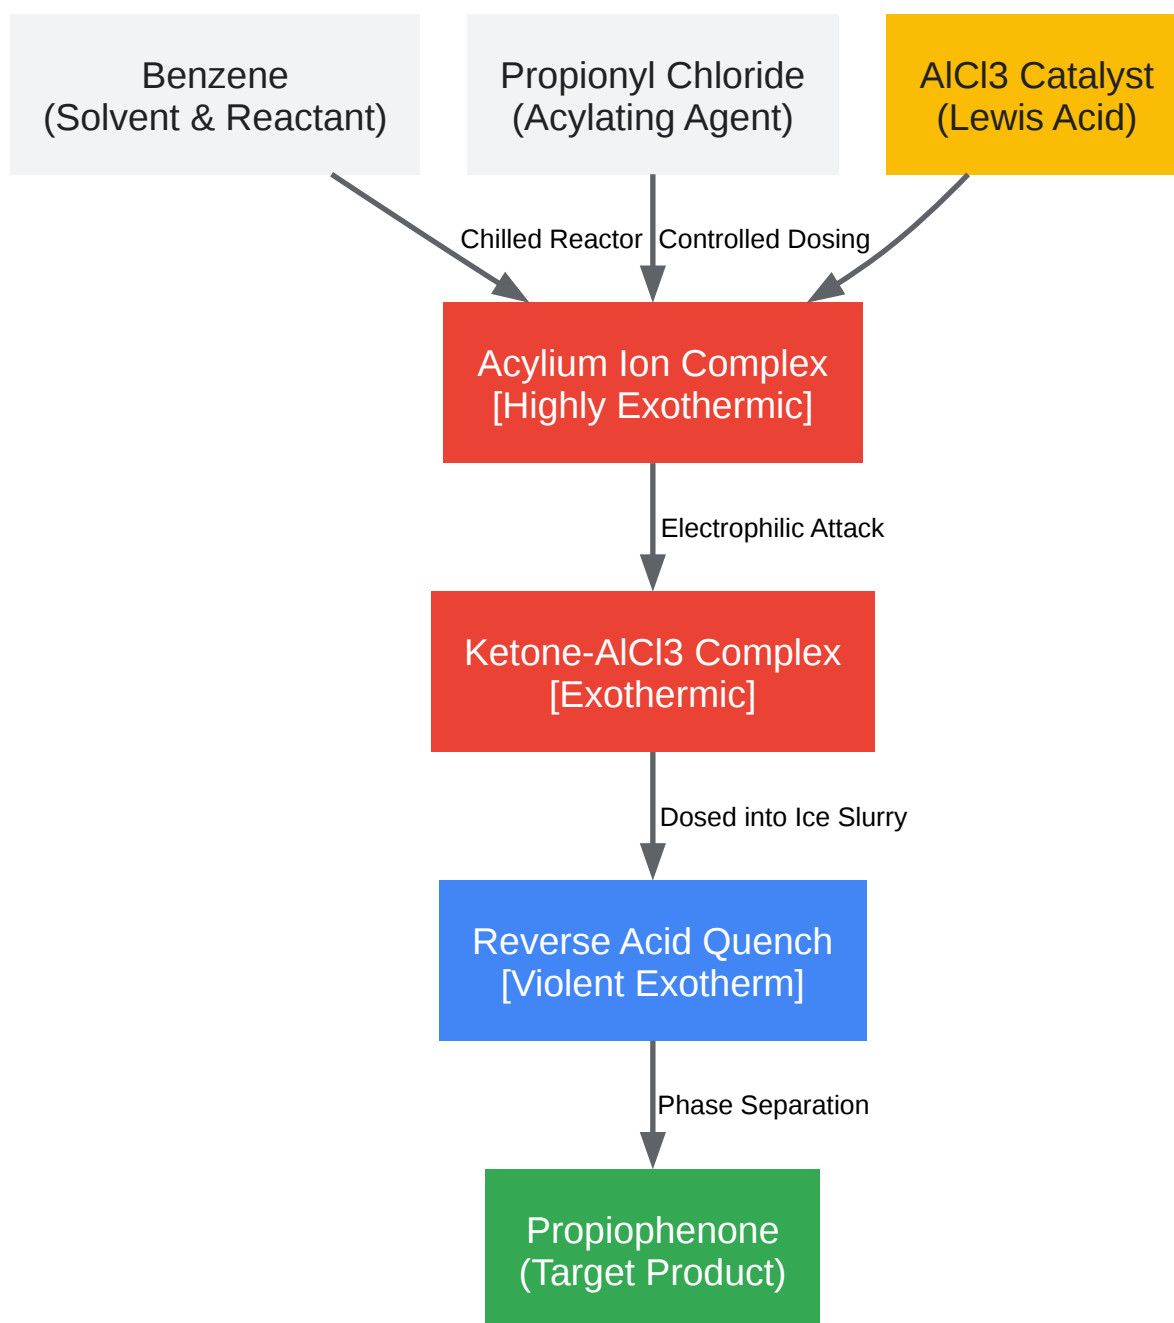 Benzene
(Solvent & Reactant)
Propionyl Chloride
(Acylating Agent)
AlCl3 Catalyst
(Lewis Acid)
Chilled Reactor
Controlled Dosing
Acylium Ion Complex
[Highly Exothermic]
Electrophilic Attack
Ketone-AlCl3 Complex
[Exothermic]
Dosed into Ice Slurry
Reverse Acid Quench
[Violent Exotherm]
Phase Separation
Propiophenone
(Target Product)